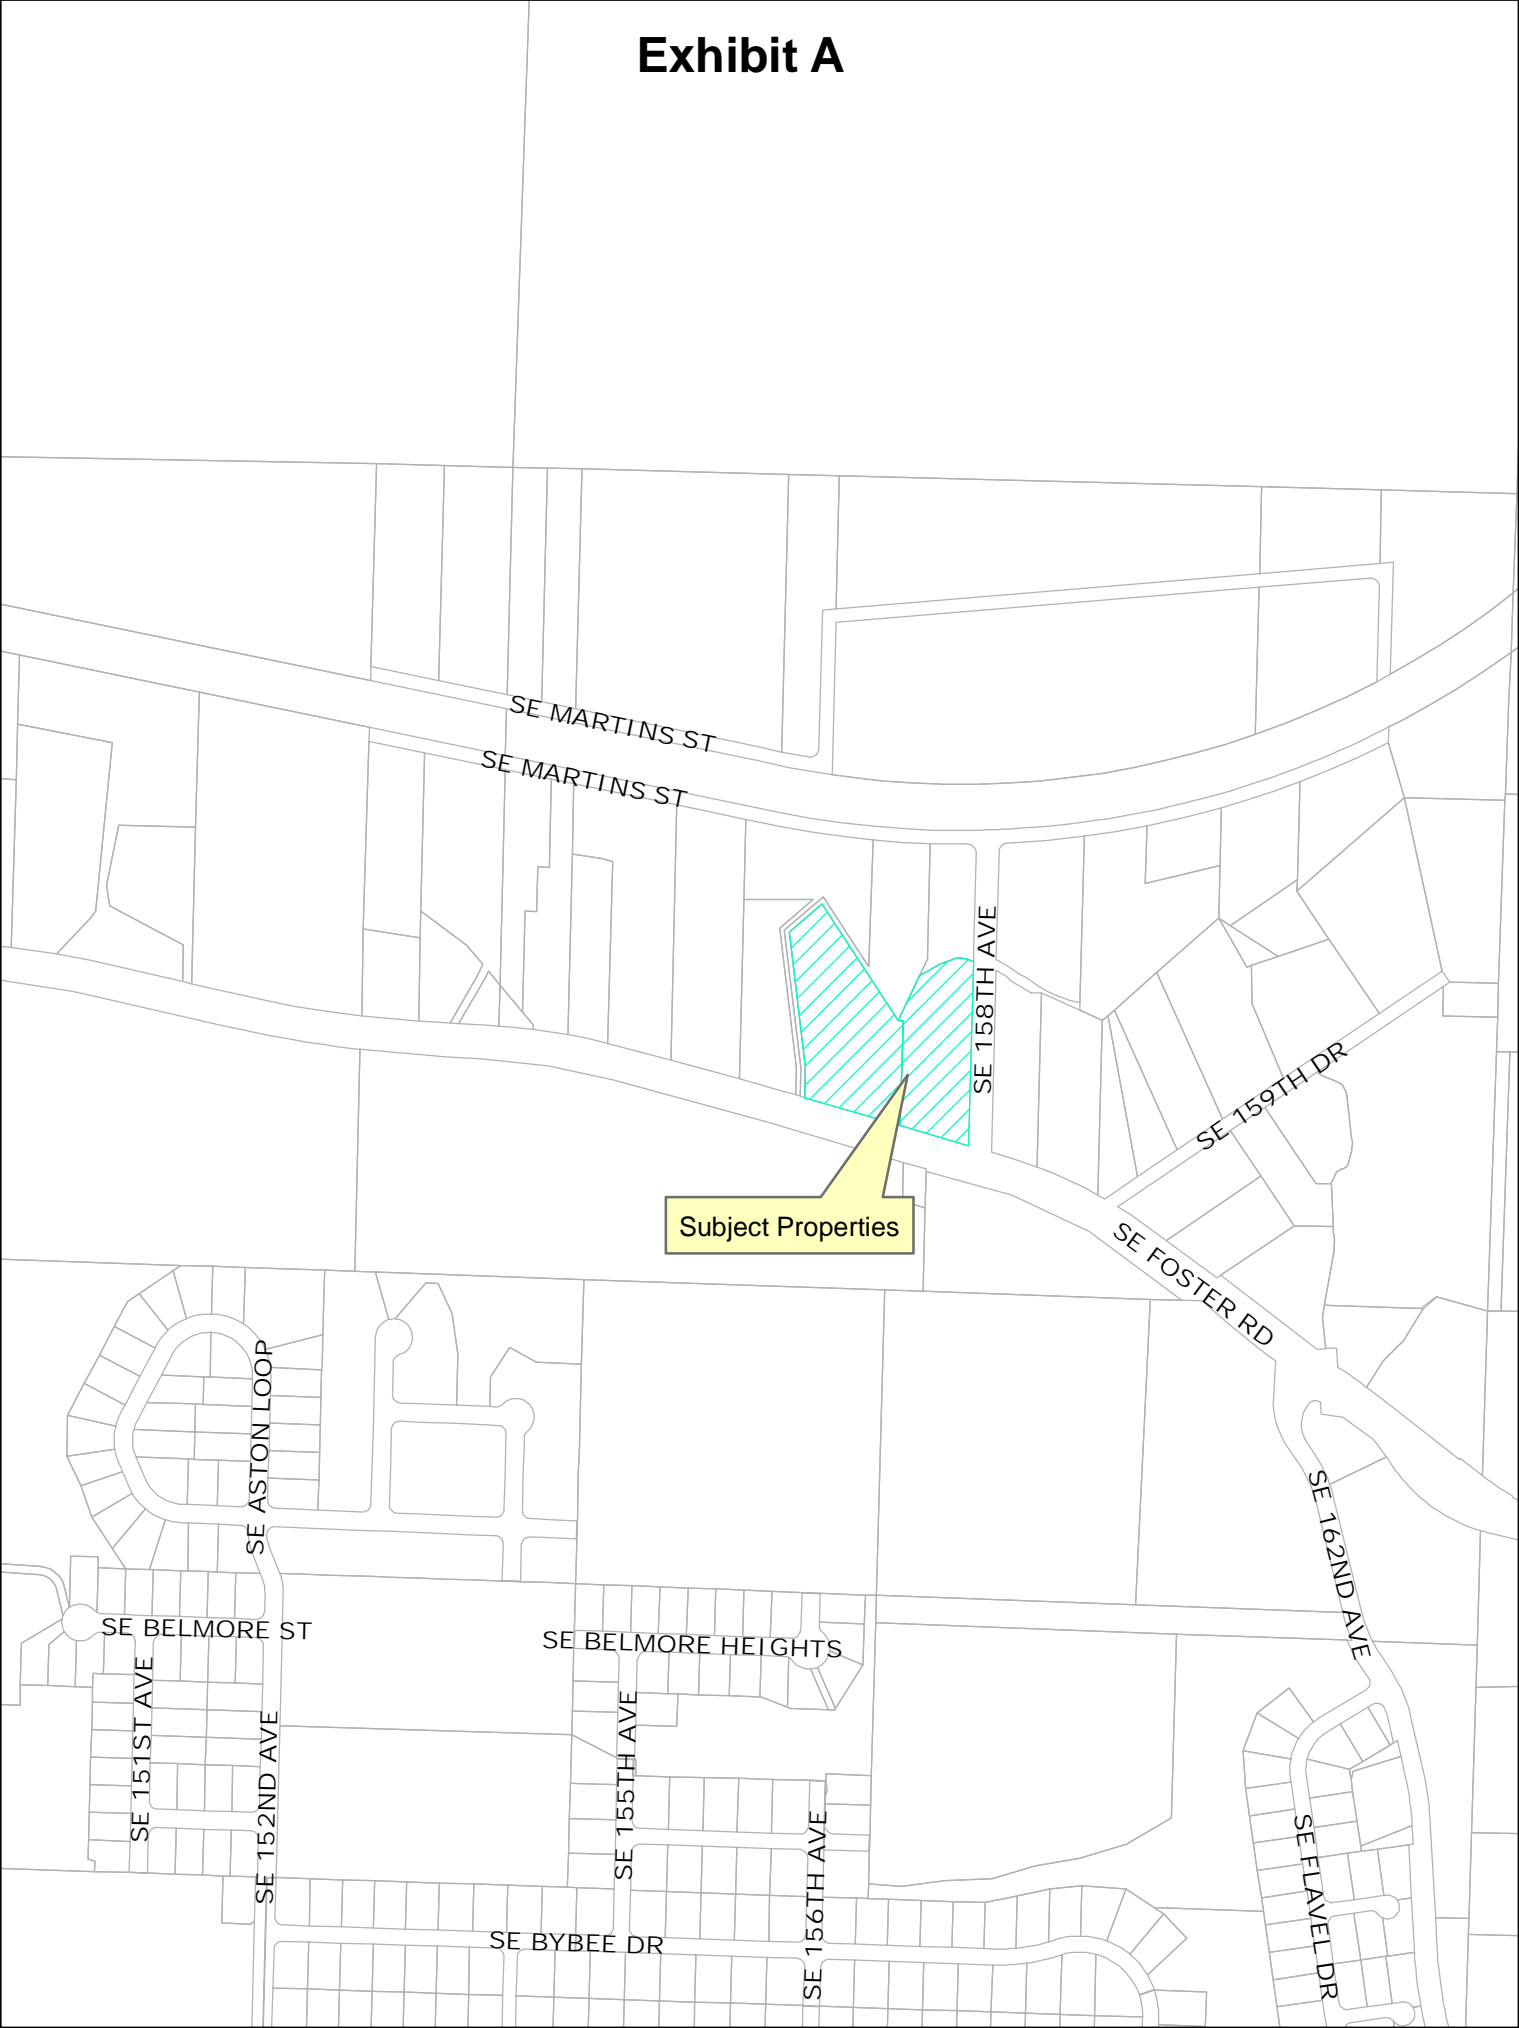 Exhibit A
SE MARTINS ST
SE MARTINS ST
SE 158TH AVE
SE 159TH DR
Subject Properties
SE FOSTER RD
SE ASTON LOOP
SE 162ND AVE
SE BELMORE ST
SE BELMORE HEIGHTS
SE 151ST AVE
SE 152ND AVE
SE 155TH AVE
SE 156TH AVE
SE FLAVEL DR
SE BYBEE DR